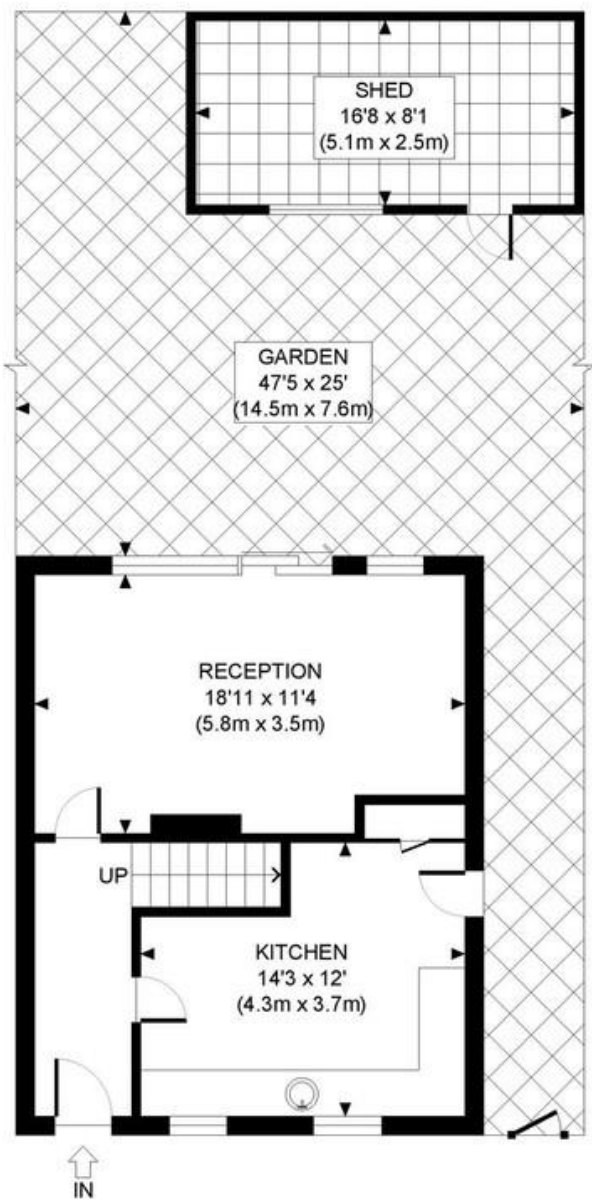 SHED
16'8 x 8'1
(5.1m x 2.5m)
GARDEN
47'5 x 25'
(14.5m x 7.6m)
RECEPTION
18'11 x 11'4
(5.8m x 3.5m)
UP
KITCHEN
14'3 x 12'
(4.3m x 3.7m)
IN